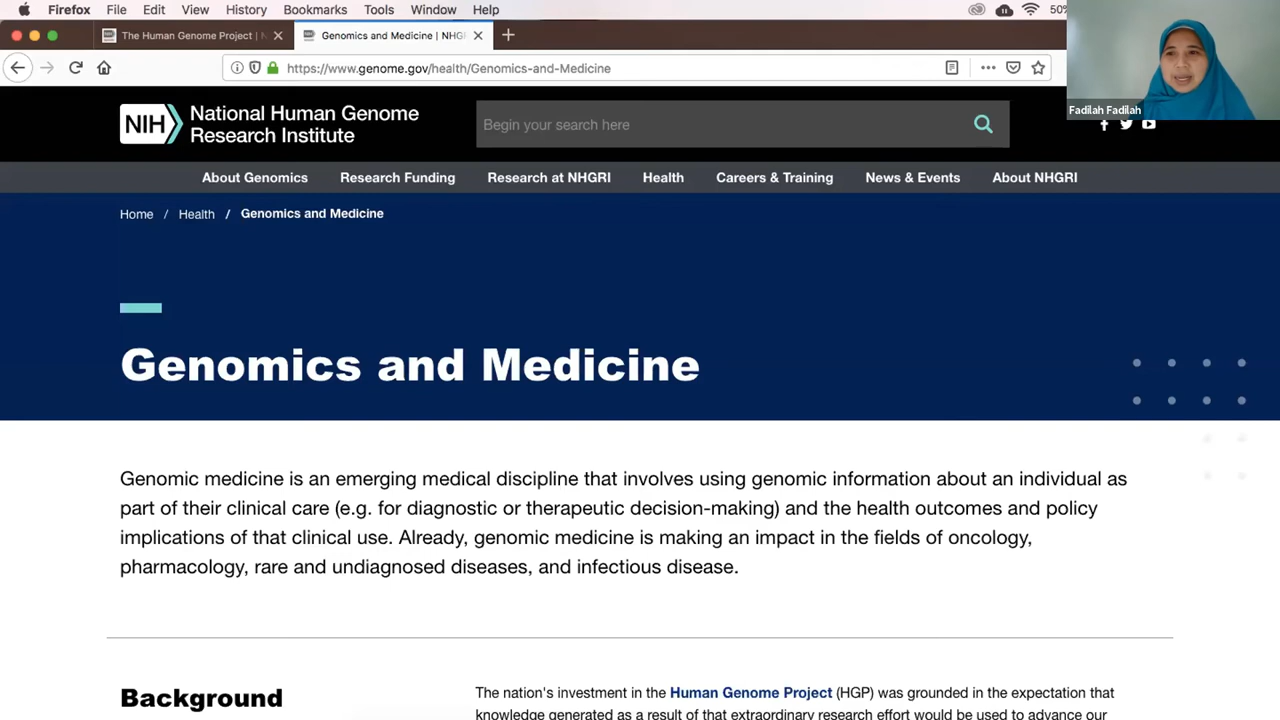 Firefox File Edit View History Bookmarks Tools Window Help 50%
The Human Genome Project | N
Genomics and Medicine | NHGRI
https://www.genome.gov/health/Genomics-and-Medicine
Fadilah Fadilah
NIH National Human Genome
Research Institute
Begin your search here
About Genomics Research Funding Research at NHGRI Health Careers & Training News & Events About NHGRI
Home / Health / Genomics and Medicine
Genomics and Medicine
Genomic medicine is an emerging medical discipline that involves using genomic information about an individual as
part of their clinical care (e.g. for diagnostic or therapeutic decision-making) and the health outcomes and policy
implications of that clinical use. Already, genomic medicine is making an impact in the fields of oncology,
pharmacology, rare and undiagnosed diseases, and infectious disease.
Background
The nation's investment in the Human Genome Project (HGP) was grounded in the expectation that
knowledge generated as a result of that extraordinary research effort would be used to advance our